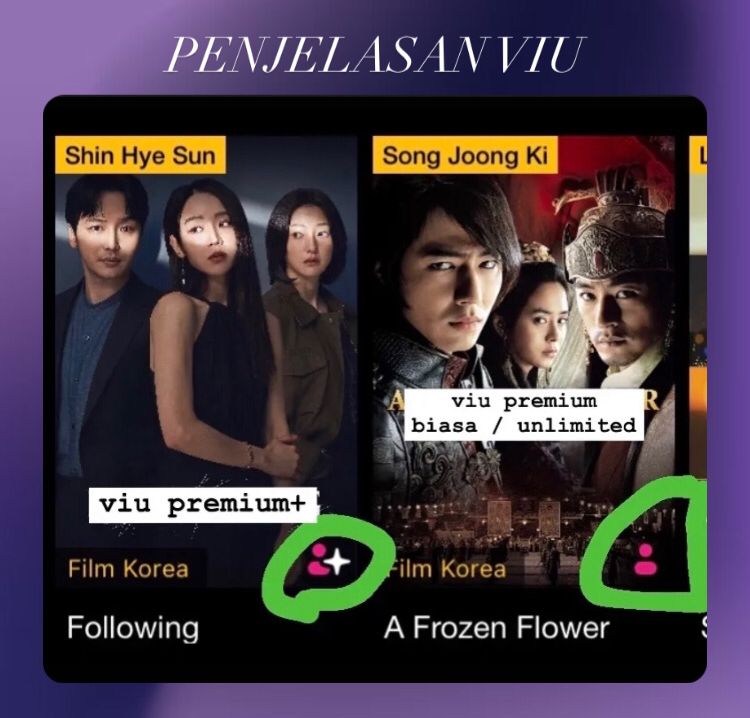 PENJELASAN VIU
Shin Hye Sun
Song Joong Ki
L
viu premium
biasa / unlimited
A
R
viu premium+
Film Korea
Film Korea
Following
A Frozen Flower